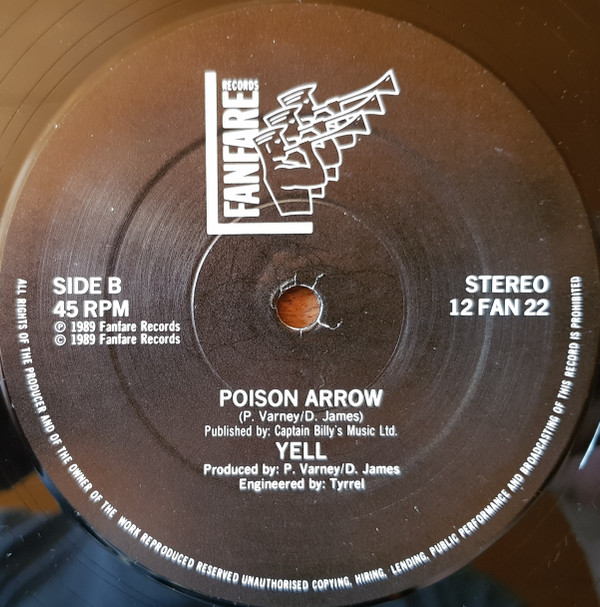 FANFARE
RECORDS
SIDE B
45 RPM
℗ 1989 Fanfare Records
© 1989 Fanfare Records
STEREO
12 FAN 22
POISON ARROW
(P. Varney/D. James)
Published by: Captain Billy's Music Ltd.
YELL
Produced by: P. Varney/D. James
Engineered by: Tyrrel
ALL RIGHTS OF THE PRODUCER AND OF THE OWNER OF THE WORK REPRODUCED RESERVED UNAUTHORISED COPYING, HIRING, LENDING, PUBLIC PERFORMANCE AND BROADCASTING OF THIS RECORD IS PROHIBITED